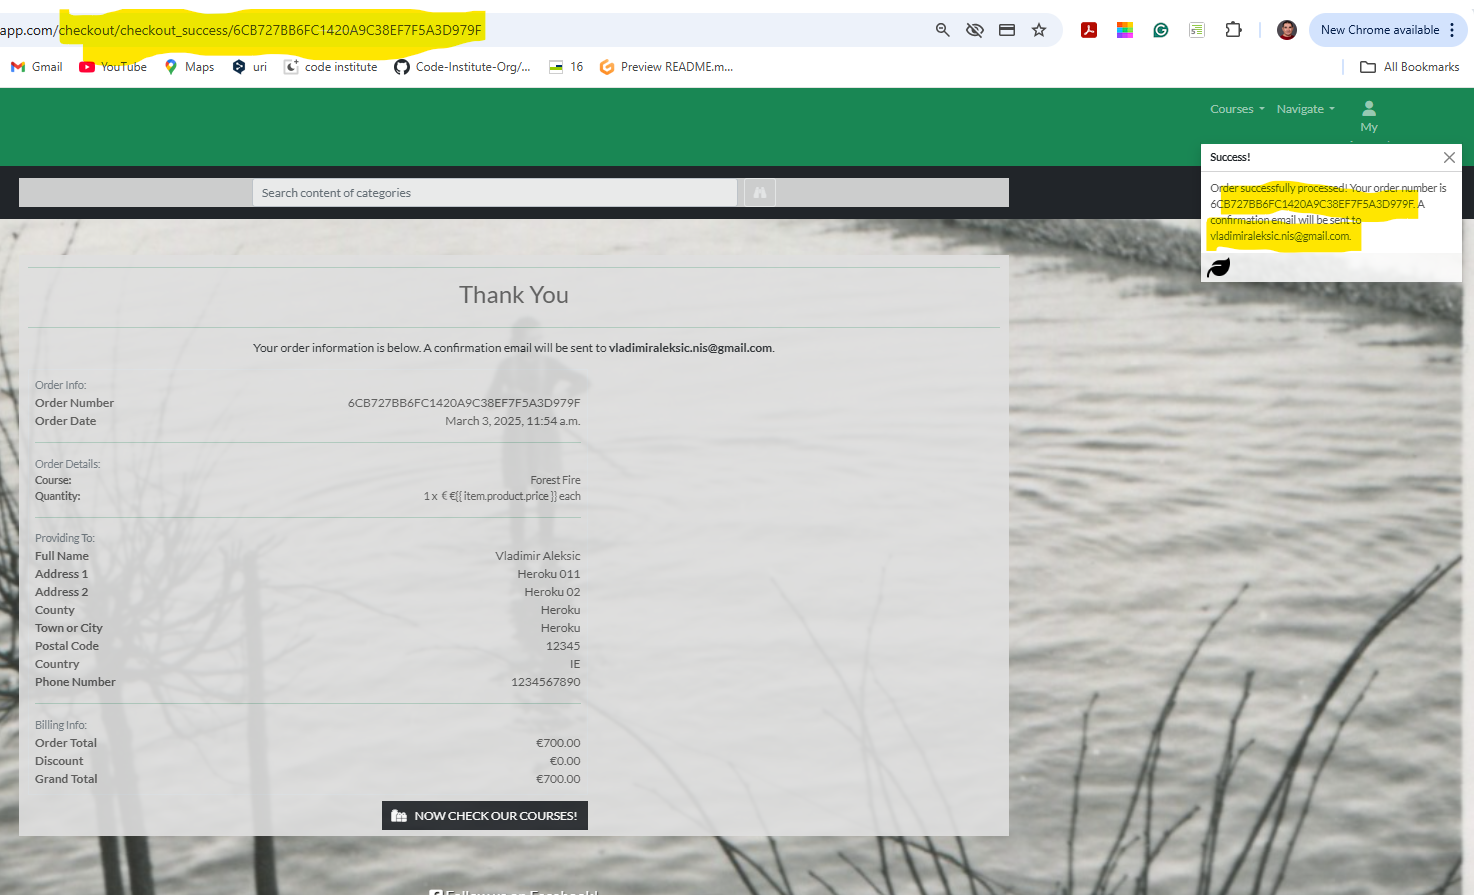 app.com/checkout/checkout_success/6CB727BB6FC1420A9C38EF7F5A3D979F
New Chrome available
Gmail YouTube Maps uri code institute Code-Institute-Org/... 16 Preview README.m... All Bookmarks
Courses Navigate
My
Success!
Search content of categories
Order successfully processed! Your order number is
6CB727BB6FC1420A9C38EF7F5A3D979F. A
confirmation email will be sent to
vladimiraleksic.nis@gmail.com.
Thank You
Your order information is below. A confirmation email will be sent to vladimiraleksic.nis@gmail.com.
Order Info:
Order Number 6CB727BB6FC1420A9C38EF7F5A3D979F
Order Date March 3, 2025, 11:54 a.m.
Order Details:
Course: Forest Fire
Quantity: 1 x € €{{ item.product.price }} each
Providing To:
Full Name Vladimir Aleksic
Address 1 Heroku 011
Address 2 Heroku 02
County Heroku
Town or City Heroku
Postal Code 12345
Country IE
Phone Number 1234567890
Billing Info:
Order Total €700.00
Discount €0.00
Grand Total €700.00
NOW CHECK OUR COURSES!
Follow us on Facebook!